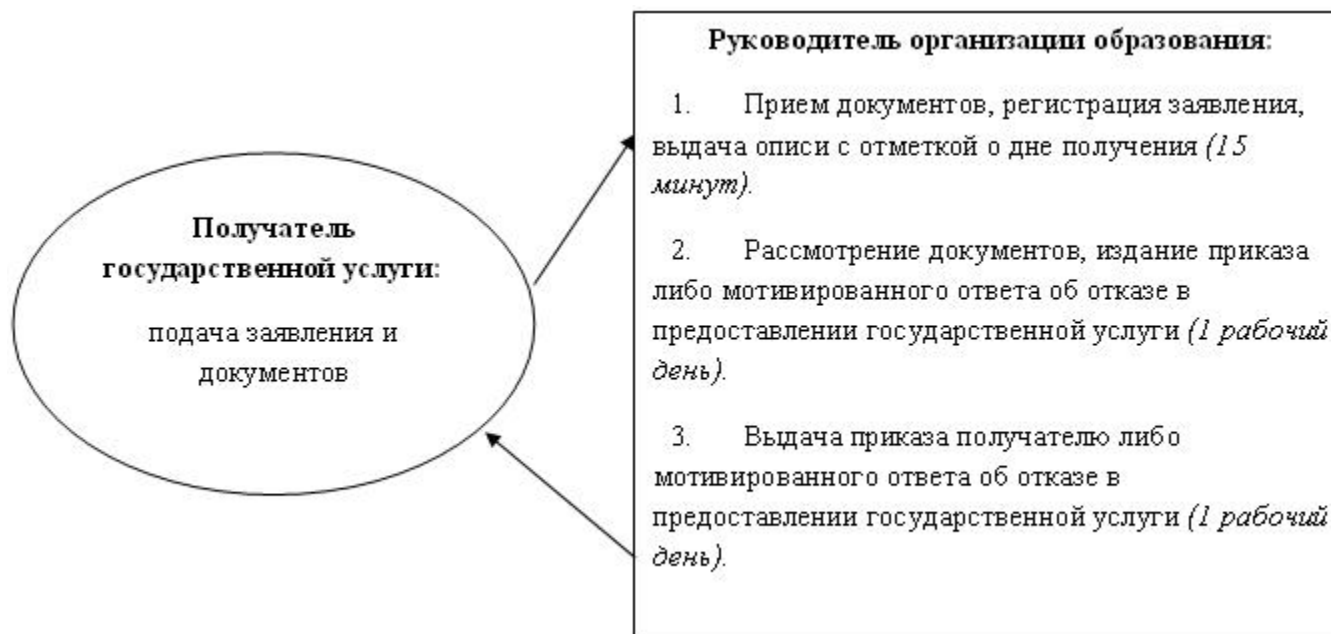 Получатель
государственной услуги:
подача заявления и
документов
Руководитель организации образования:
1. Прием документов, регистрация заявления,
выдача описи с отметкой о дне получения (15
минут).
2. Рассмотрение документов, издание приказа
либо мотивированного ответа об отказе в
предоставлении государственной услуги (1 рабочий
день).
3. Выдача приказа получателю либо
мотивированного ответа об отказе в
предоставлении государственной услуги (1 рабочий
день).